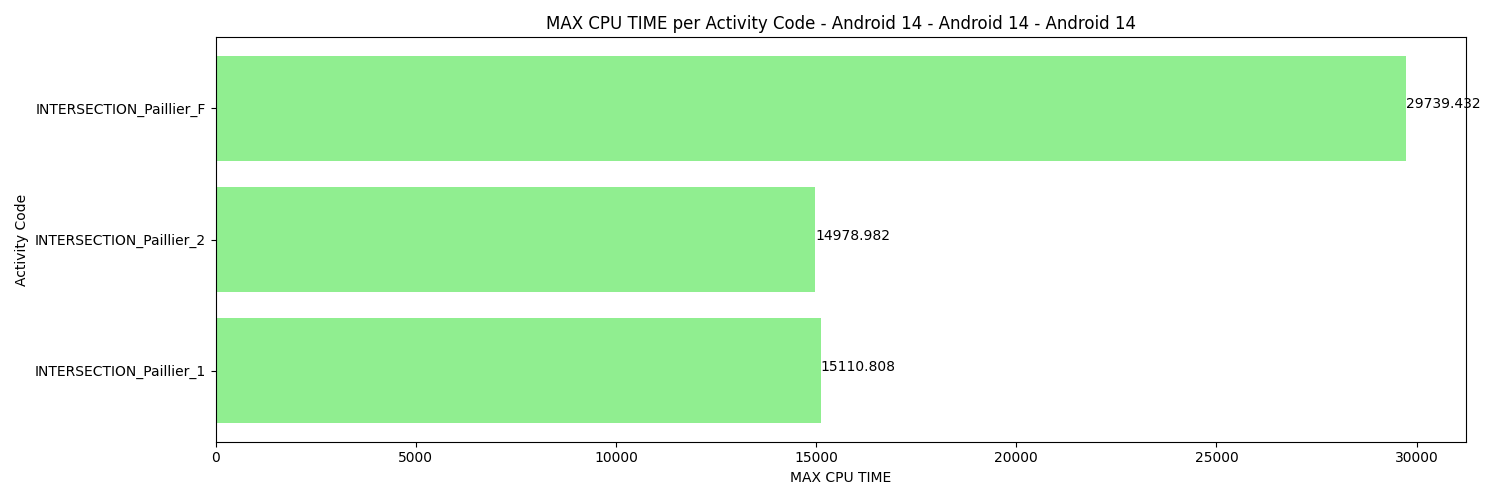 MAX CPU TIME per Activity Code - Android 14 - Android 14 - Android 14
INTERSECTION_Paillier_F
29739.432
INTERSECTION_Paillier_2
14978.982
INTERSECTION_Paillier_1
15110.808
Activity Code
0 5000 10000 15000 20000 25000 30000
MAX CPU TIME